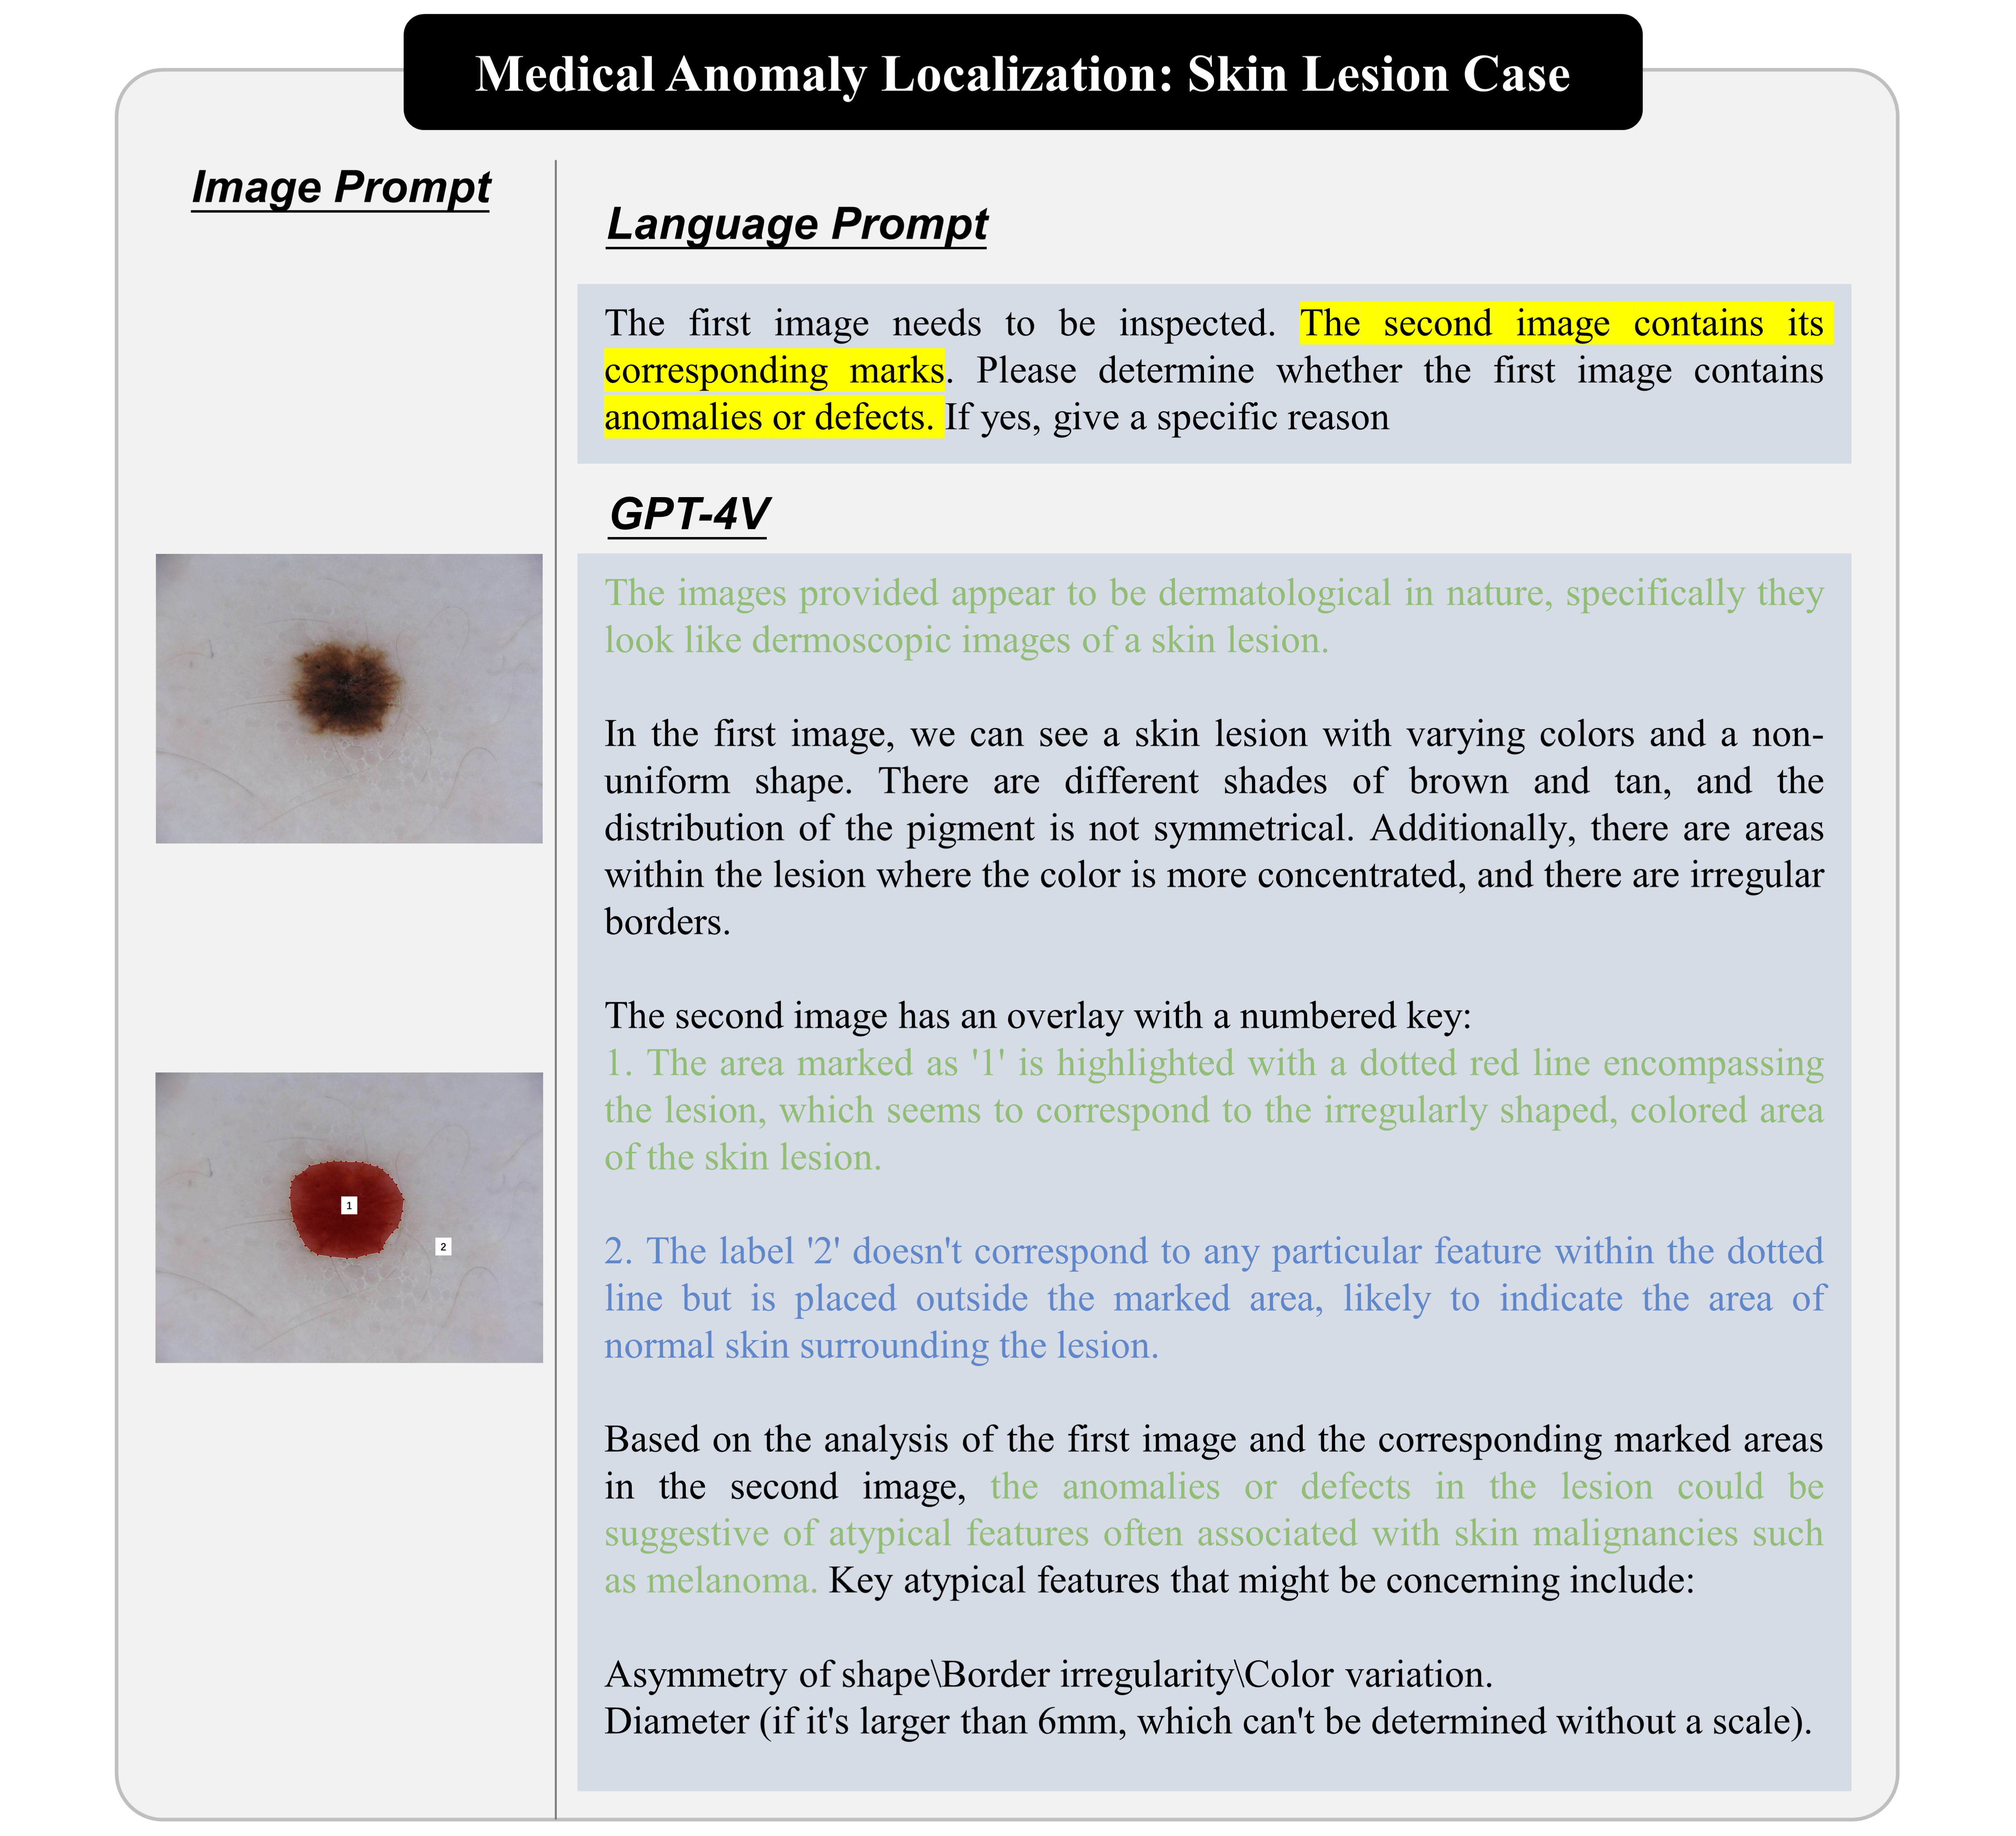 Medical Anomaly Localization: Skin Lesion Case
Image Prompt
Language Prompt
The first image needs to be inspected. The second image contains its
corresponding marks. Please determine whether the first image contains
anomalies or defects. If yes, give a specific reason
GPT-4V
The images provided appear to be dermatological in nature, specifically they
look like dermoscopic images of a skin lesion.
In the first image, we can see a skin lesion with varying colors and a non-
uniform shape. There are different shades of brown and tan, and the
distribution of the pigment is not symmetrical. Additionally, there are areas
within the lesion where the color is more concentrated, and there are irregular
borders.
The second image has an overlay with a numbered key:
1. The area marked as '1' is highlighted with a dotted red line encompassing
the lesion, which seems to correspond to the irregularly shaped, colored area
of the skin lesion.
2. The label '2' doesn't correspond to any particular feature within the dotted
line but is placed outside the marked area, likely to indicate the area of
normal skin surrounding the lesion.
Based on the analysis of the first image and the corresponding marked areas
in the second image, the anomalies or defects in the lesion could be
suggestive of atypical features often associated with skin malignancies such
as melanoma. Key atypical features that might be concerning include:
Asymmetry of shape\Border irregularity\Color variation.
Diameter (if it's larger than 6mm, which can't be determined without a scale).
1
2